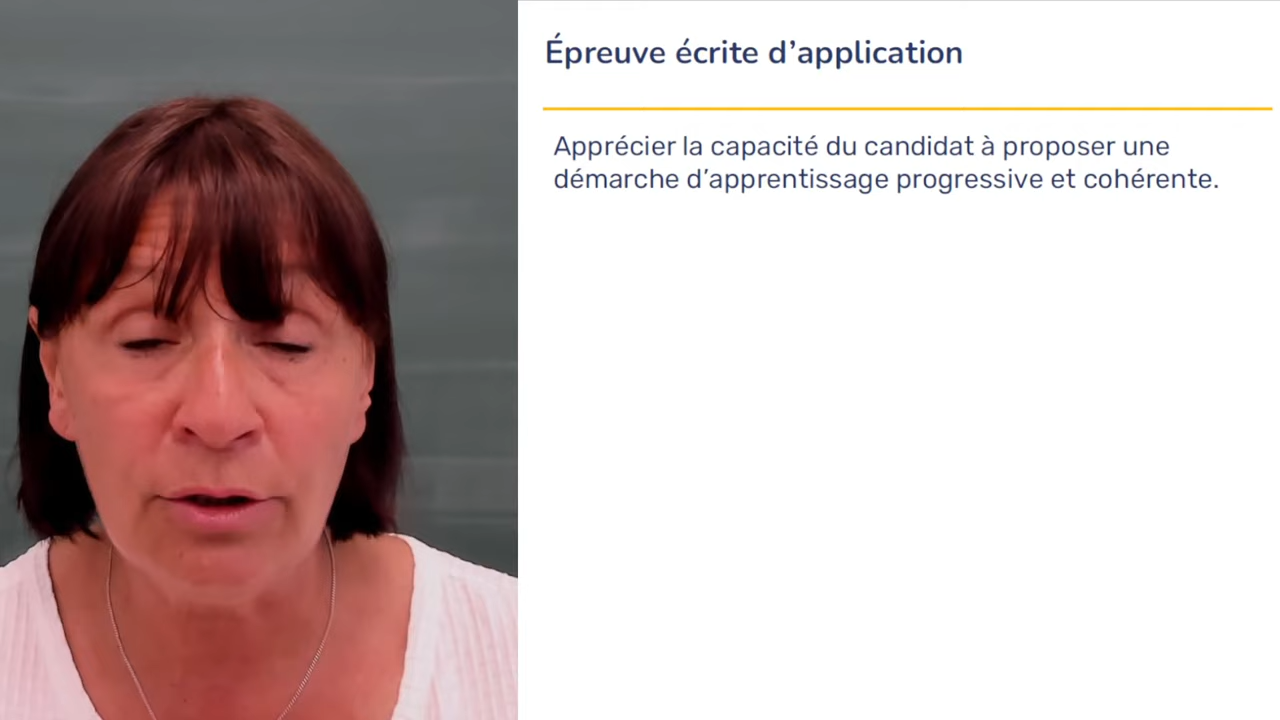 Épreuve écrite d’application
Apprécier la capacité du candidat à proposer une
démarche d’apprentissage progressive et cohérente.